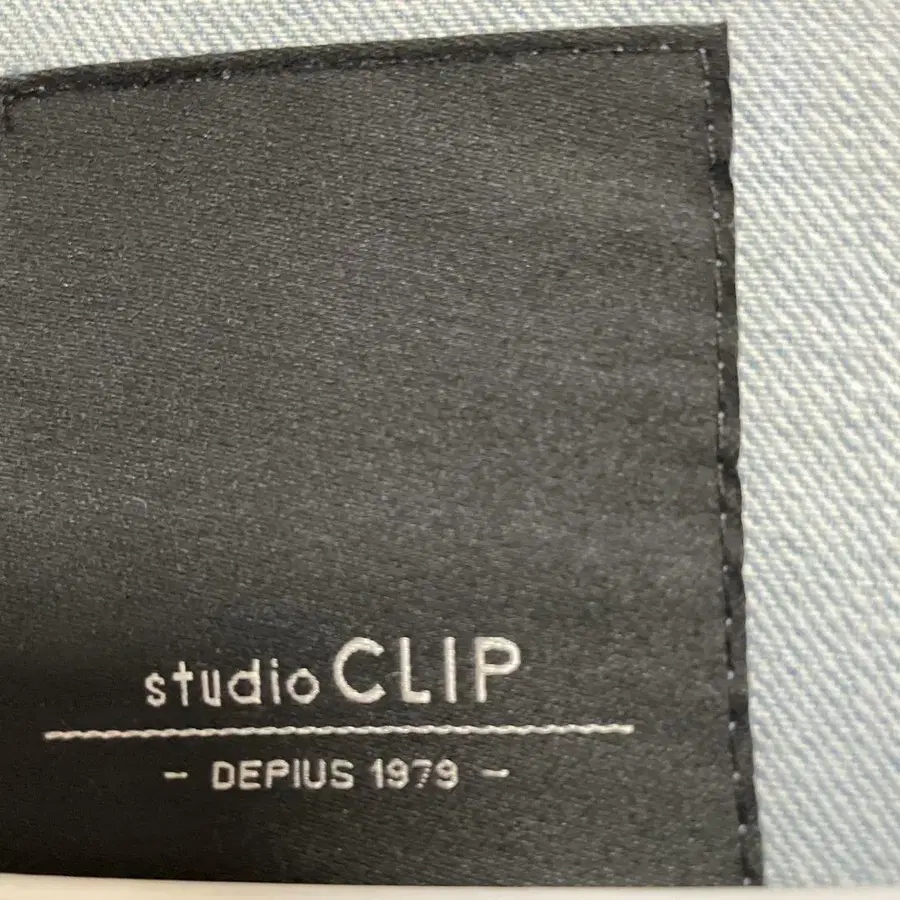 studio CLIP
- DEPIUS 1979 -